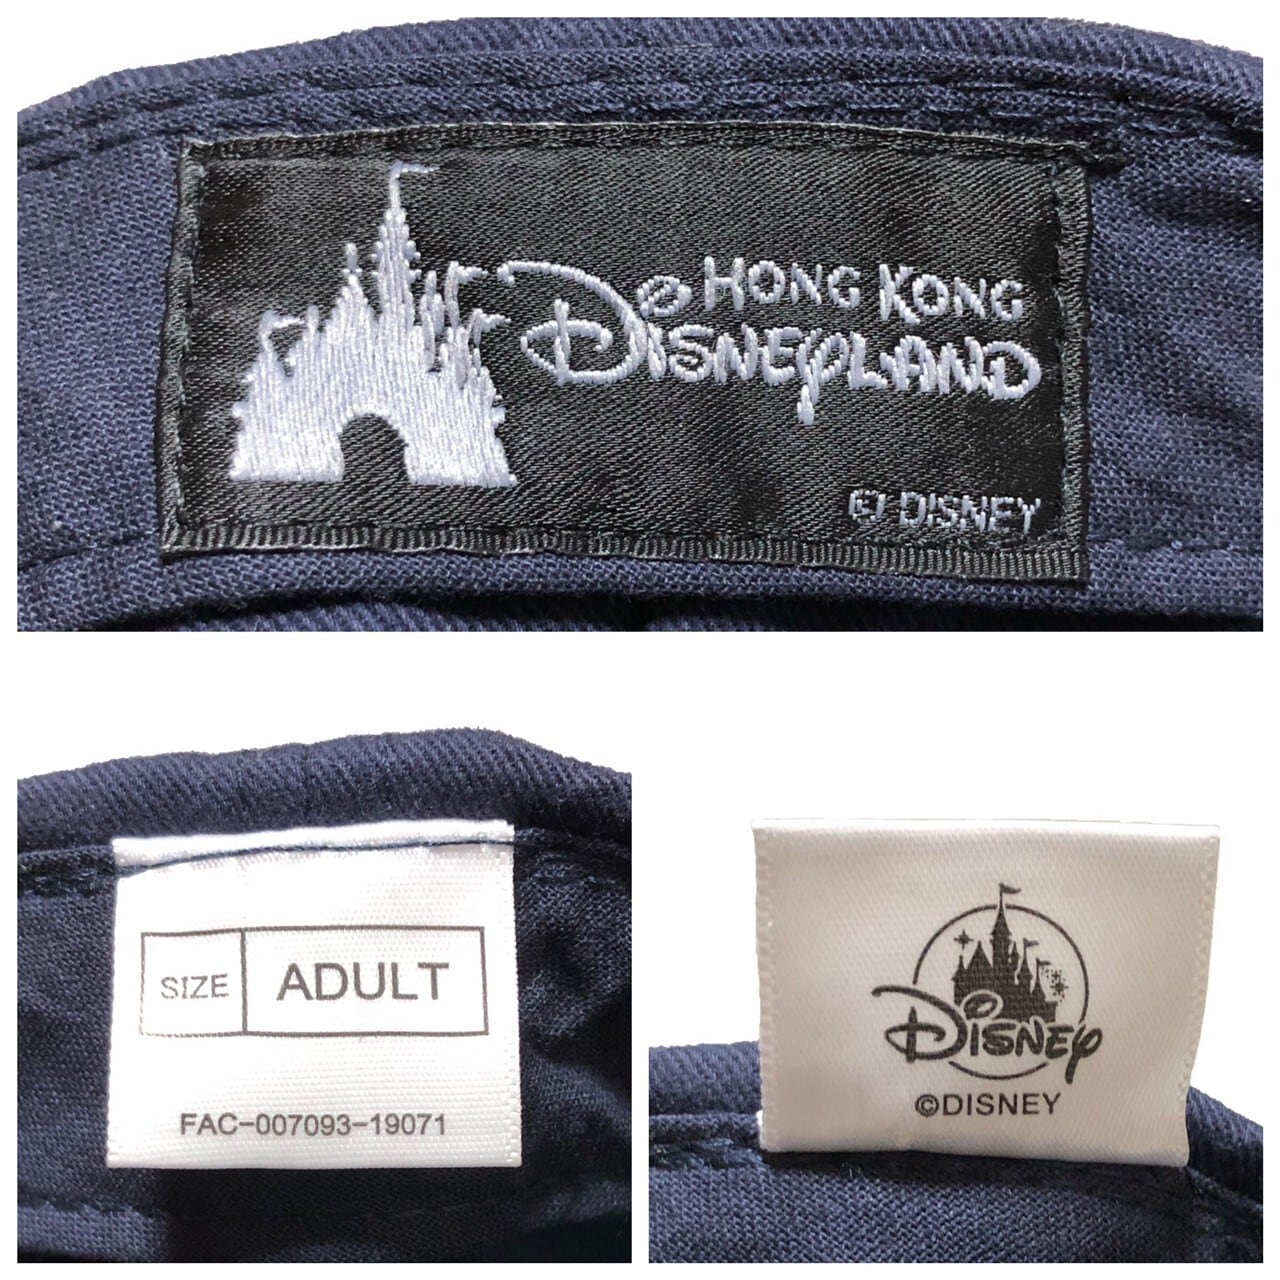 HONG KONG
DISNEYLAND
© DISNEY
SIZE ADULT
FAC-007093-19071
DISNEY
©DISNEY